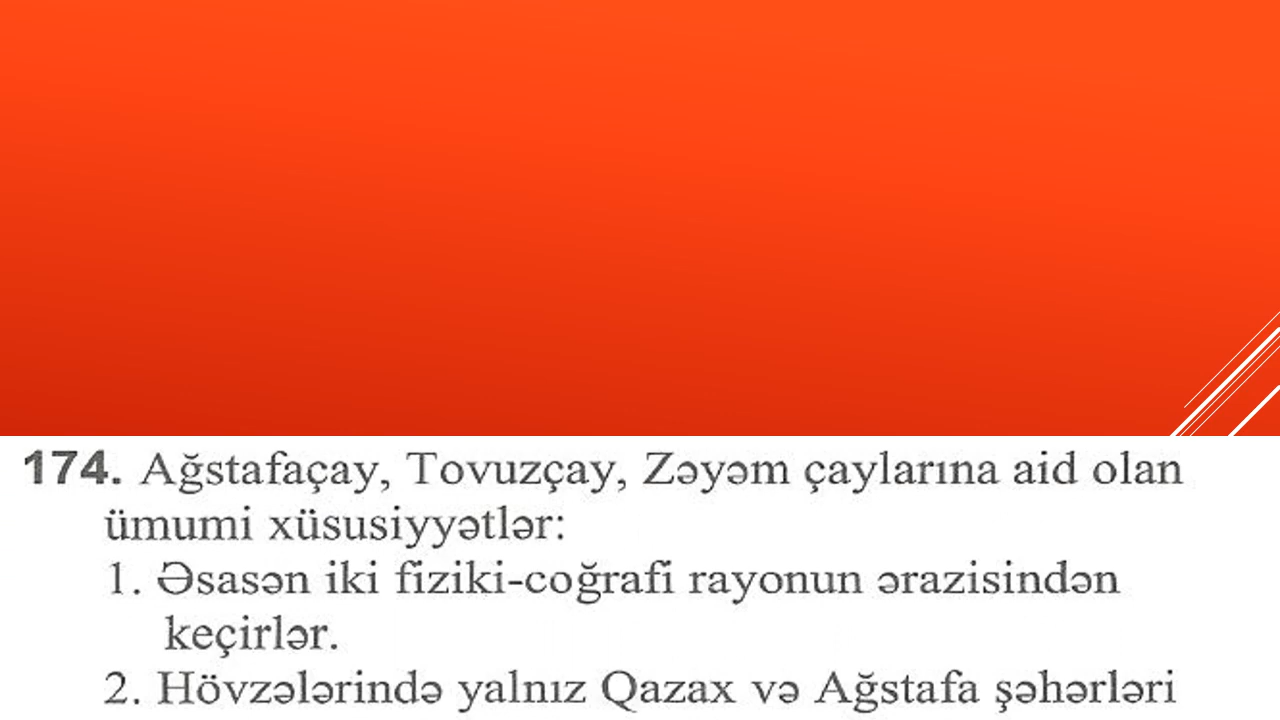 174. Ağstafaçay, Tovuzçay, Zəyəm çaylarına aid olan
ümumi xüsusiyyətlər:
1. Əsasən iki fiziki-coğrafi rayonun ərazisindən
keçirlər.
2. Hövzələrində yalnız Qazax və Ağstafa şəhərləri